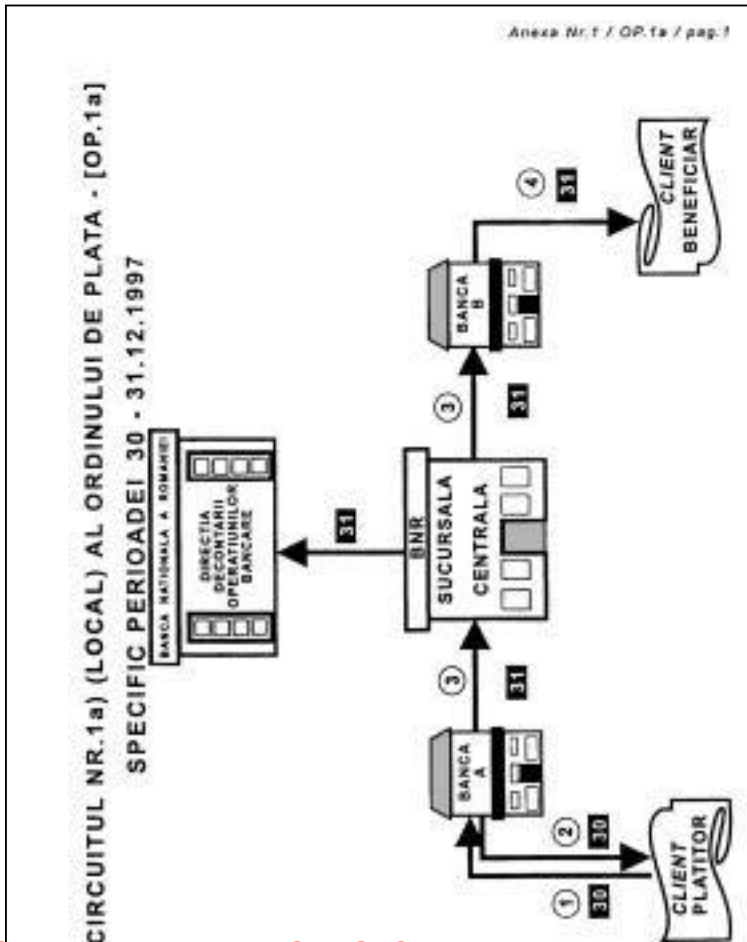 Anexa Nr.1 / OP.1a / pag.1
CIRCUITUL NR.1a) (LOCAL) AL ORDINULUI DE PLATA - [OP.1a]
SPECIFIC PERIOADEI 30 - 31.12.1997
BANCA NATIONALA A ROMANIEI
DIRECTIA
DECONTARII
OPERATIUNILOR
BANCARE
31
BNR
SUCURSALA
CENTRALA
BANCA
A
3
31
3
31
BANCA
B
4
31
CLIENT
BENEFICIAR
1
30
2
30
CLIENT
PLATITOR